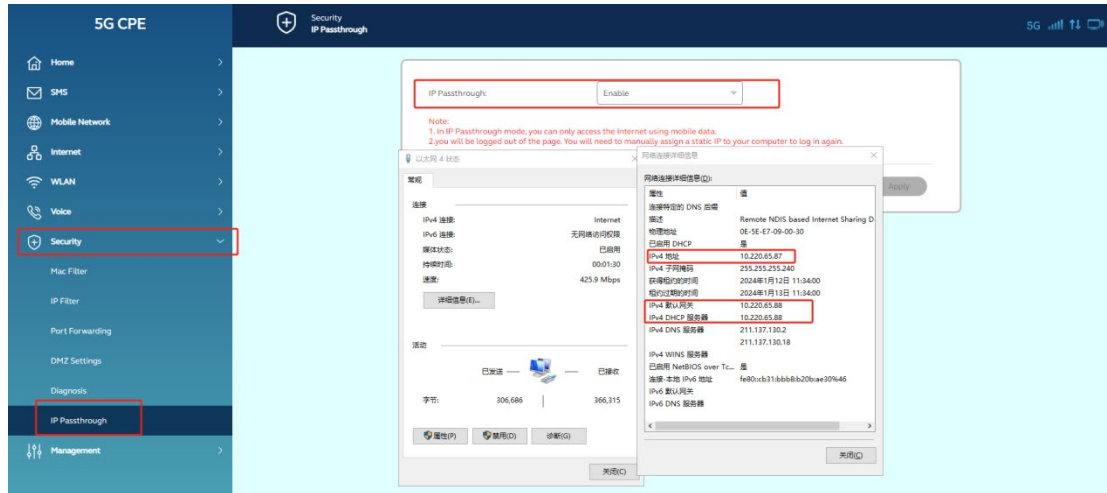 5G CPE
Security
IP Passthrough
5G
Home
SMS
Mobile Network
Internet
WLAN
Voice
Security
Mac Filter
IP Filter
Port Forwarding
DMZ Settings
Diagnosis
IP Passthrough
Management
IP Passthrough: Enable
Note:
1. In IP Passthrough mode, you can only access the Internet using mobile data.
2.you will be logged out of the page. You will need to manually assign a static IP to your computer to log in again.
Apply
以太网 4 状态
常规
连接
IPv4 连接: Internet
IPv6 连接: 无网络访问权限
媒体状态: 已启用
持续时间: 00:01:30
速度: 425.9 Mbps
详细信息(E)...
活动
已发送 — — 已接收
字节: 306,686 366,315
属性(P) 禁用(D) 诊断(G)
关闭(C)
网络连接详细信息
网络连接详细信息(D):
属性 值
连接特定的 DNS 后缀
描述 Remote NDIS based Internet Sharing D
物理地址 0E-5E-E7-09-00-30
已启用 DHCP 是
IPv4 地址 10.220.65.87
IPv4 子网掩码 255.255.255.240
获得租约的时间 2024年1月12日 11:34:00
租约过期的时间 2024年1月13日 11:34:00
IPv4 默认网关 10.220.65.88
IPv4 DHCP 服务器 10.220.65.88
IPv4 DNS 服务器 211.137.130.2
211.137.130.18
IPv4 WINS 服务器
已启用 NetBIOS over Tc... 是
连接-本地 IPv6 地址 fe80::cb31:bbb8:b20b:ae30%46
IPv6 默认网关
IPv6 DNS 服务器
关闭(C)